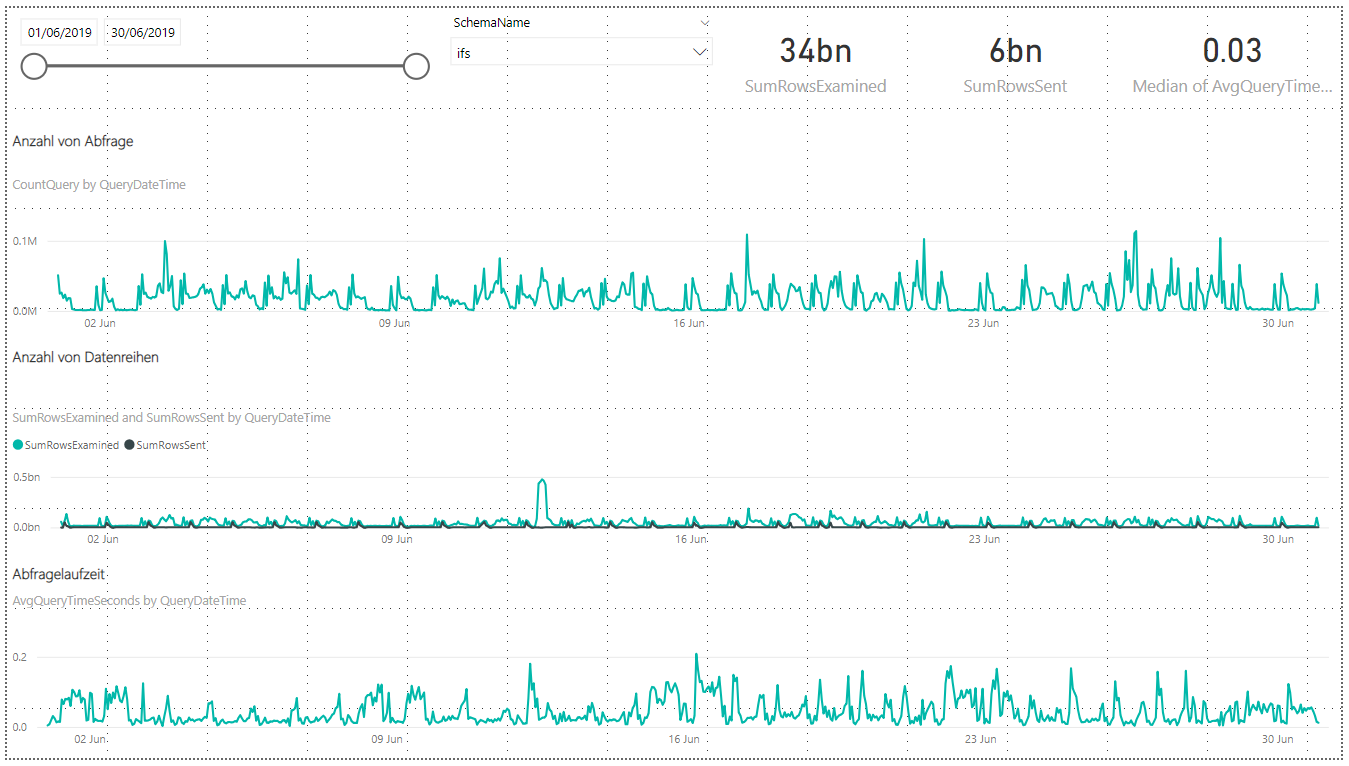 01/06/2019 30/06/2019
SchemaName
ifs
34bn
SumRowsExamined
6bn
SumRowsSent
0.03
Median of AvgQueryTime...
Anzahl von Abfrage
CountQuery by QueryDateTime
0.1M
0.0M
02 Jun 09 Jun 16 Jun 23 Jun 30 Jun
Anzahl von Datenreihen
SumRowsExamined and SumRowsSent by QueryDateTime
SumRowsExamined SumRowsSent
0.5bn
0.0bn
02 Jun 09 Jun 16 Jun 23 Jun 30 Jun
Abfragelaufzeit
AvgQueryTimeSeconds by QueryDateTime
0.2
0.0
02 Jun 09 Jun 16 Jun 23 Jun 30 Jun